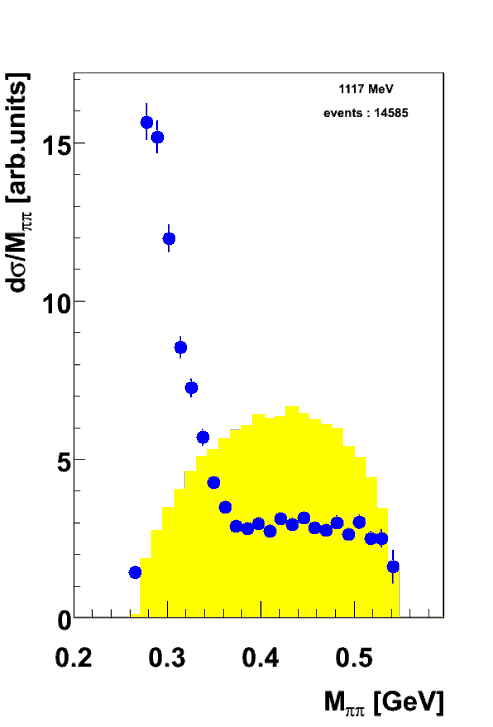 1117 MeV
events : 14585
dσ/M_ππ [arb.units]
15
10
5
0
0.2 0.3 0.4 0.5
M_ππ [GeV]